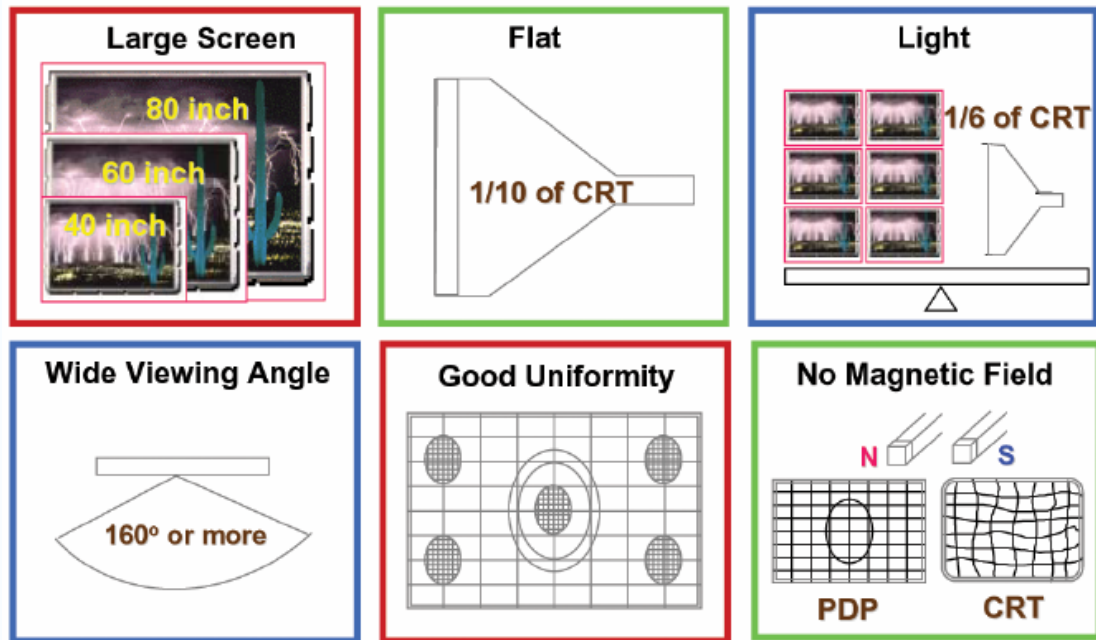 Large Screen
80 inch
60 inch
40 inch
Flat
1/10 of CRT
Light
1/6 of CRT
Wide Viewing Angle
160º or more
Good Uniformity
No Magnetic Field
N
S
PDP
CRT